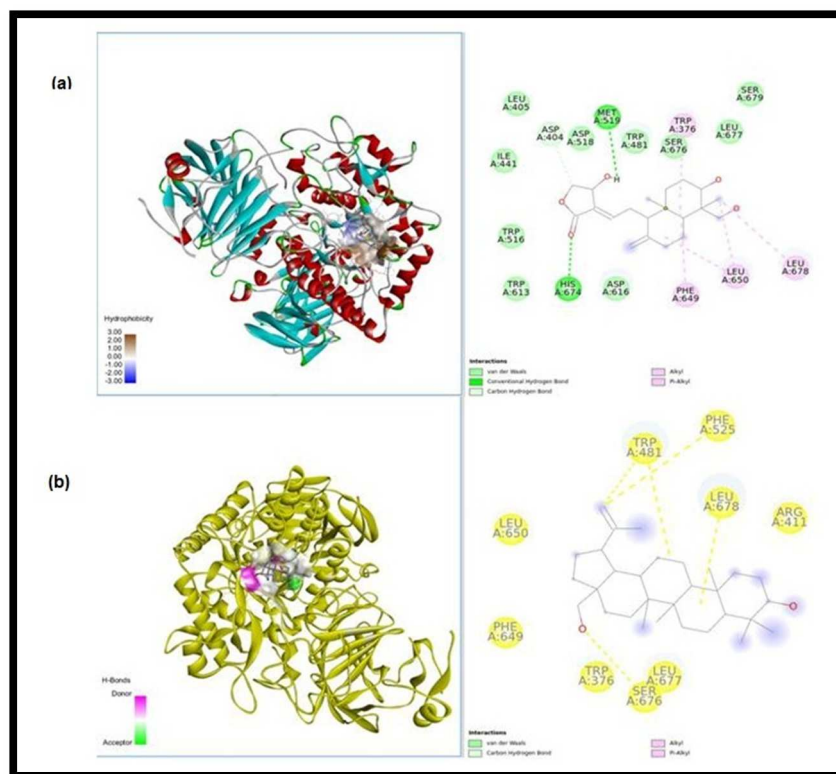 (a)
Hydrophobicity
3.00
2.00
1.00
0.00
-1.00
-2.00
-3.00
LEU
A:405
ASP
A:404
MET
A:519
ASP
A:518
TRP
A:481
TRP
A:376
SER
A:676
LEU
A:677
SER
A:679
ILE
A:441
H
O
O
O
O
O
TRP
A:516
TRP
A:613
HIS
A:674
ASP
A:616
PHE
A:649
LEU
A:650
LEU
A:678
Interactions
van der Waals
Conventional Hydrogen Bond
Carbon Hydrogen Bond
Alkyl
Pi-Alkyl
(b)
H-Bonds
Donor
Acceptor
TRP
A:481
PHE
A:525
LEU
A:678
ARG
A:411
LEU
A:650
PHE
A:649
O
O
TRP
A:376
LEU
A:677
SER
A:676
Interactions
van der Waals
Carbon Hydrogen Bond
Alkyl
Pi-Alkyl